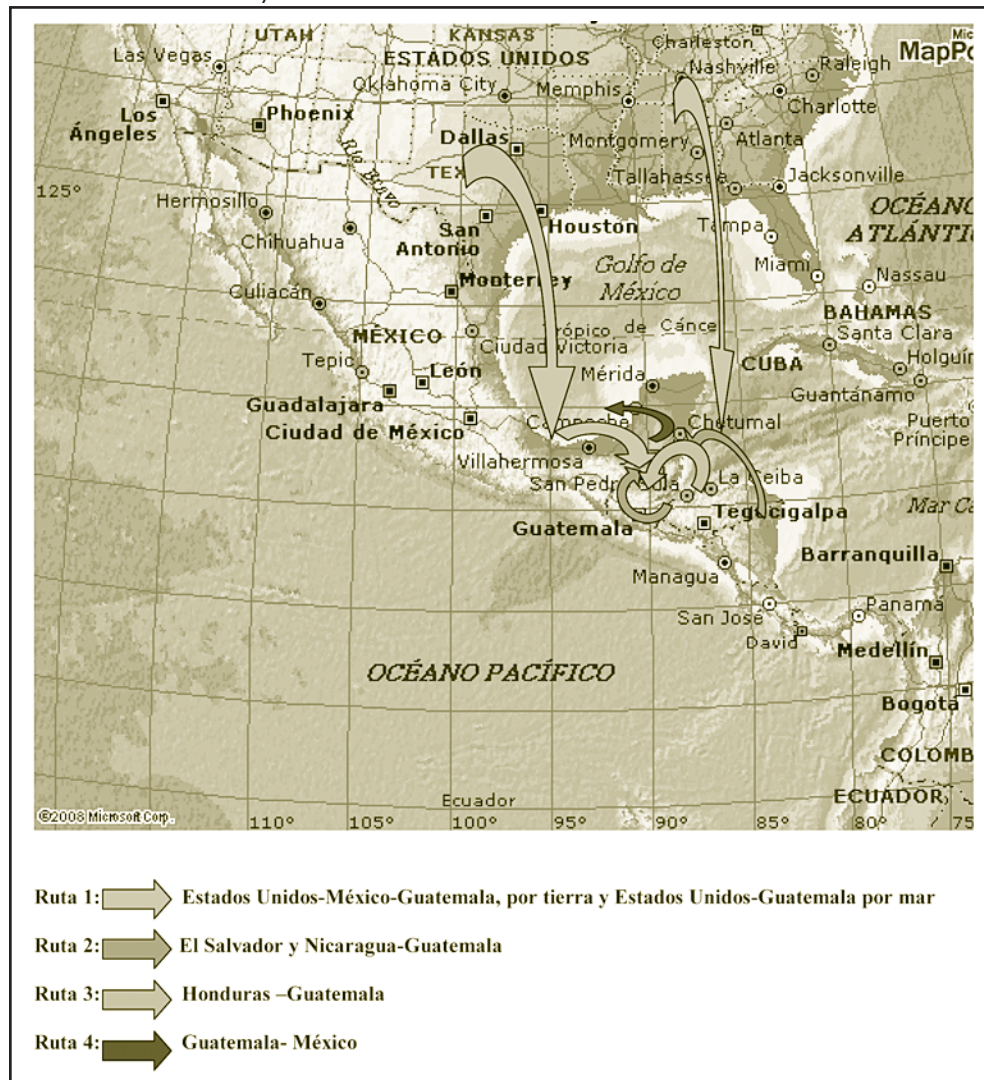 UTAH KANSAS Charleston
Las Vegas ESTADOS UNIDOS Nashville Raleigh MapPo
Oklahoma City Memphis
Los Ángeles Phoenix Charlotte
Dallas Montgomery Atlanta
Río Bravo TEX Tallahassee Jacksonville
125°
Hermosillo San Antonio Houston Tampa OCÉANO ATLÁNTI
Chihuahua Golfo de México Miami Nassau
Monterrey
Culiacán BAHAMAS
MÉXICO Trópico de Cánce Santa Clara
Ciudad Victoria
Tepic León Mérida CUBA Holguín
Guadalajara Guantánamo
Ciudad de México Campeche Chetumal Puerto Príncipe
Villahermosa
San Pedro Sula La Ceiba
Guatemala Tegucigalpa Mar Ca
Barranquilla
Managua
San José Panamá
David Medellín
OCÉANO PACÍFICO
Bogotá
COLOMB
Ecuador ECUADOR
©2008 Microsoft Corp.
110° 105° 100° 95° 90° 85° 80° 75
Ruta 1: Estados Unidos-México-Guatemala, por tierra y Estados Unidos-Guatemala por mar
Ruta 2: El Salvador y Nicaragua-Guatemala
Ruta 3: Honduras –Guatemala
Ruta 4: Guatemala- México